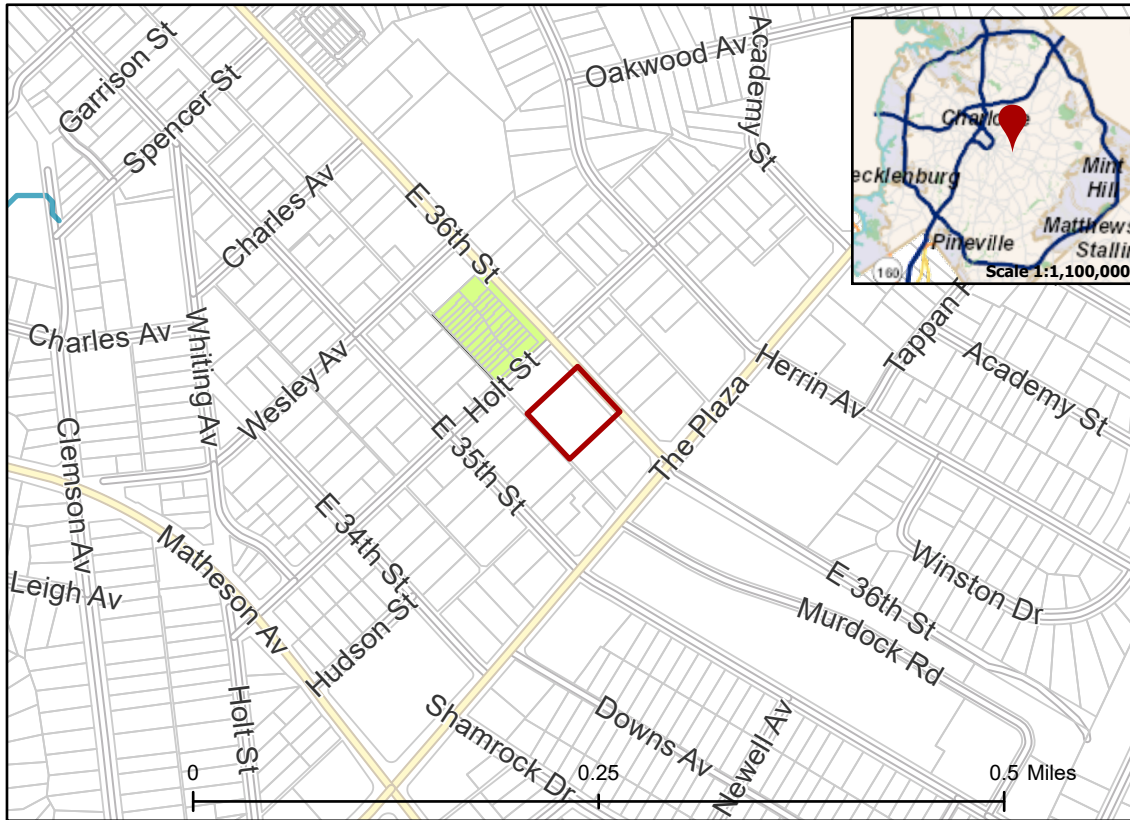 Garrison St
Spencer St
Oakwood Av
Academy St
Charles Av
E 36th St
Charles Av
Whiting Av
Wesley Av
Holt St
E 35th St
The Plaza
Herrin Av
Tappan
Academy St
Clemson Av
E 34th St
Matheson Av
Leigh Av
Hudson St
Holt St
E 36th St
Winston Dr
Murdock Rd
Shamrock Dr
Downs Av
Newell Av
0
0.25
0.5 Miles
Charlotte
ecklenburg
Mint
Hill
Matthews
Stallin
Pineville
160
Scale 1:1,100,000